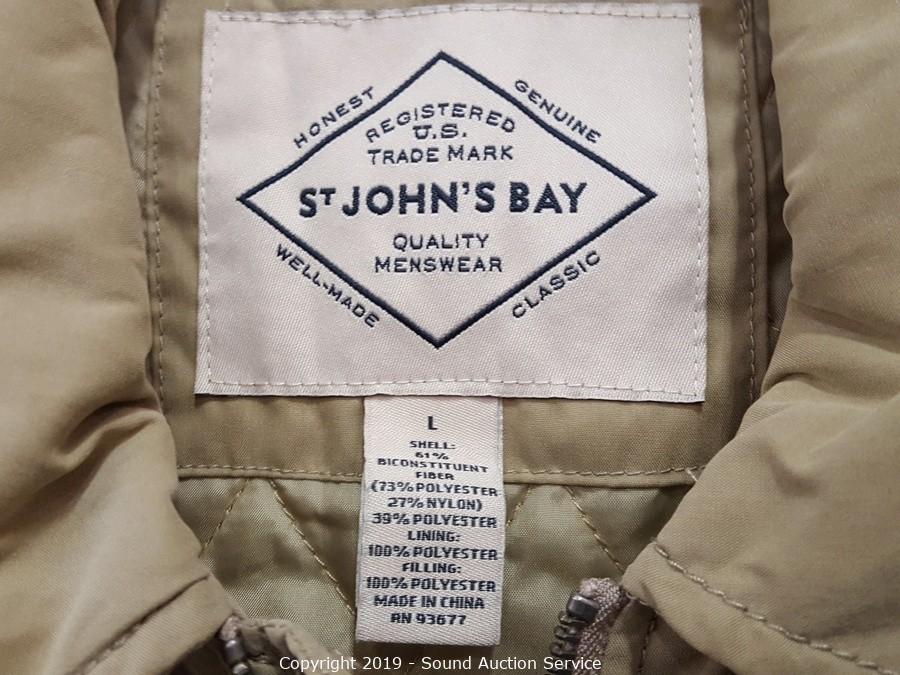 HONEST
GENUINE
REGISTERED
U.S.
TRADE MARK
ST JOHN'S BAY
QUALITY
MENSWEAR
WELL-MADE
CLASSIC
L
SHELL:
61%
BICONSTITUENT
FIBER
(73% POLYESTER
27% NYLON)
39% POLYESTER
LINING:
100% POLYESTER
FILLING:
100% POLYESTER
MADE IN CHINA
RN 93677
Copyright 2019 - Sound Auction Service